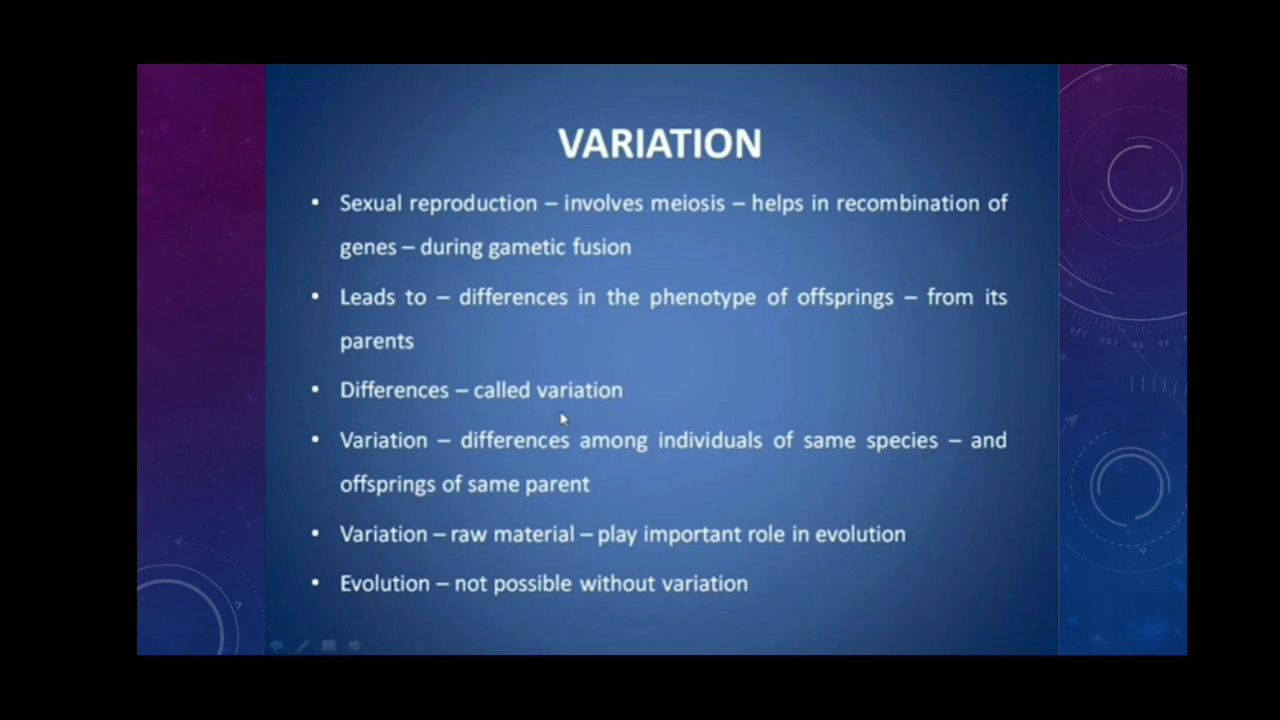 VARIATION
• Sexual reproduction – involves meiosis – helps in recombination of
genes – during gametic fusion
• Leads to – differences in the phenotype of offsprings – from its
parents
• Differences – called variation
• Variation – differences among individuals of same species – and
offsprings of same parent
• Variation – raw material – play important role in evolution
• Evolution – not possible without variation